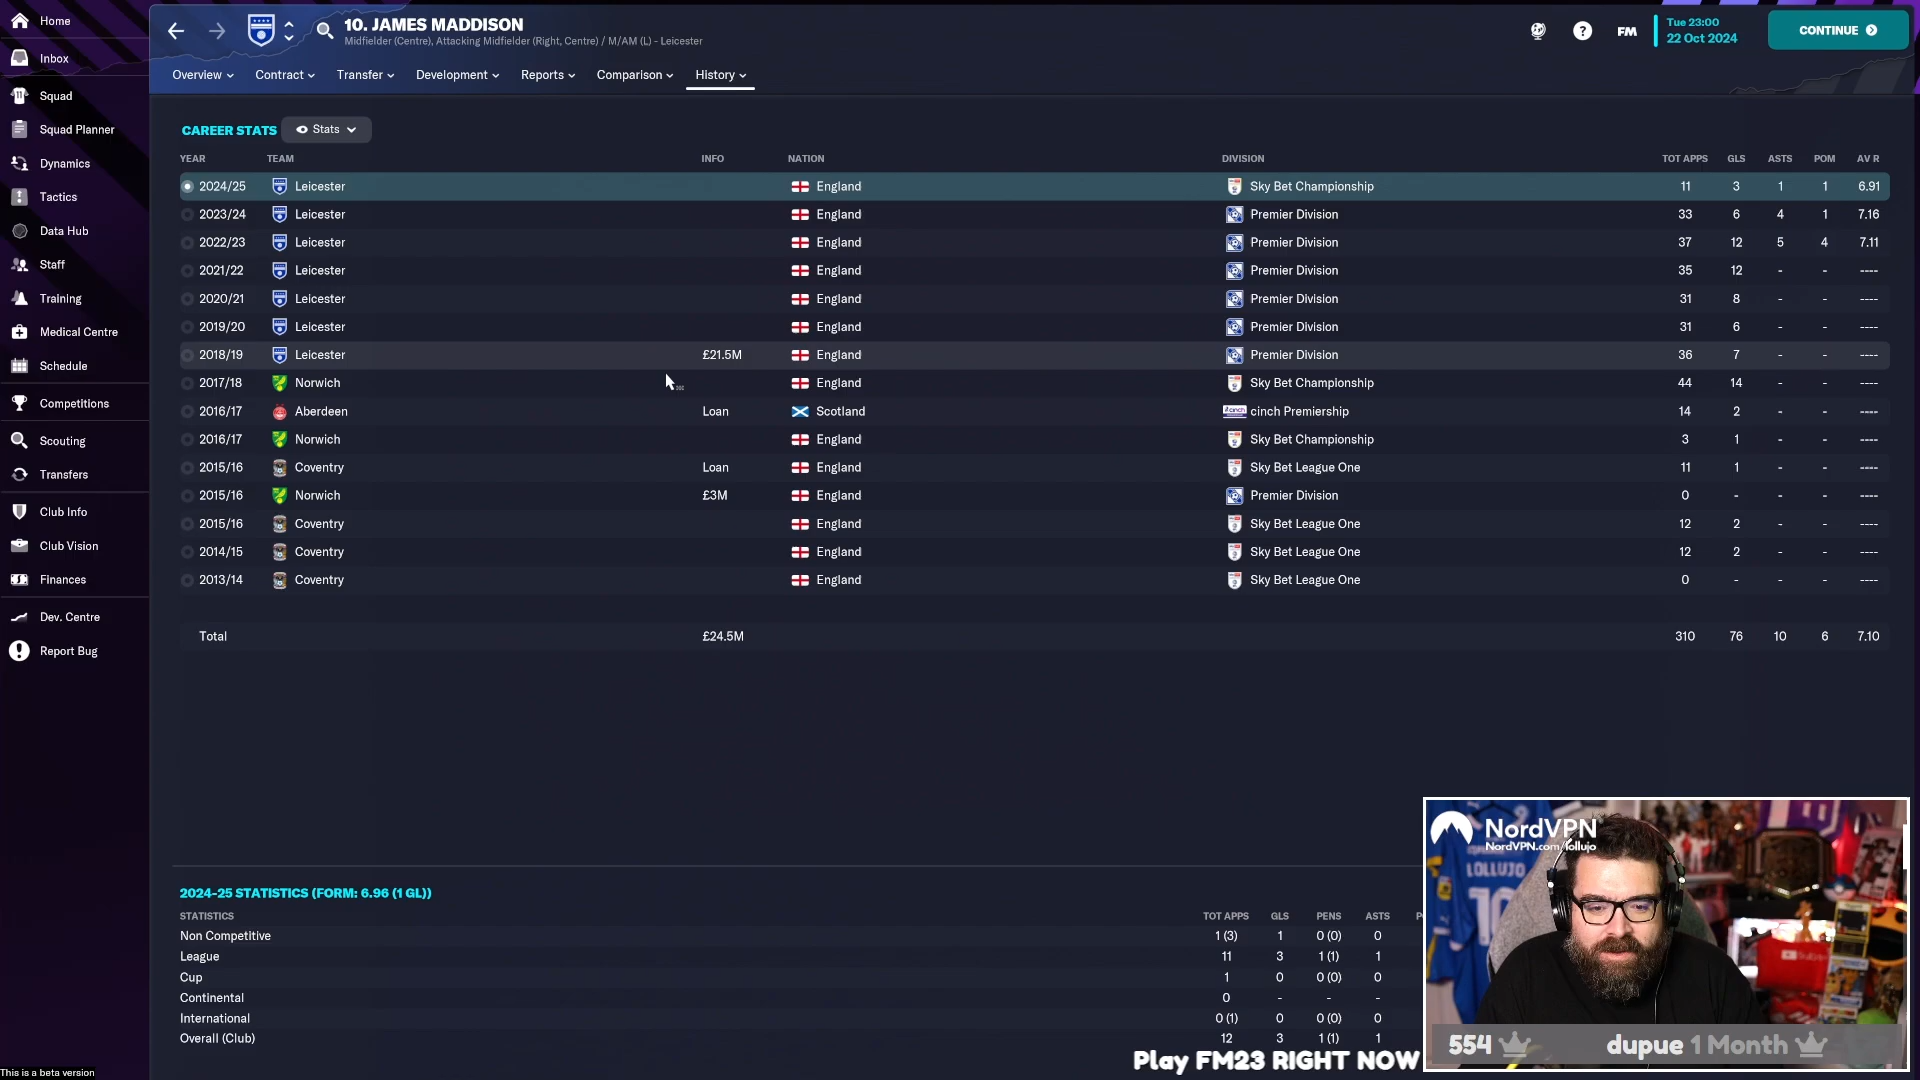 Home
Inbox
Squad
Squad Planner
Dynamics
Tactics
Data Hub
Staff
Training
Medical Centre
Schedule
Competitions
Scouting
Transfers
Club Info
Club Vision
Finances
Dev. Centre
Report Bug
This is a beta version
10. JAMES MADDISON
Midfielder (Centre), Attacking Midfielder (Right, Centre) / M/AM (L) - Leicester
FM
Tue 23:00
22 Oct 2024
CONTINUE
Overview Contract Transfer Development Reports Comparison History
CAREER STATS Stats
YEAR TEAM INFO NATION DIVISION TOT APPS GLS ASTS POM AV R
2024/25 Leicester England Sky Bet Championship 11 3 1 1 6.91
2023/24 Leicester England Premier Division 33 6 4 1 7.16
2022/23 Leicester England Premier Division 37 12 5 4 7.11
2021/22 Leicester England Premier Division 35 12 - - ----
2020/21 Leicester England Premier Division 31 8 - - ----
2019/20 Leicester England Premier Division 31 6 - - ----
2018/19 Leicester £21.5M England Premier Division 36 7 - - ----
2017/18 Norwich England Sky Bet Championship 44 14 - - ----
2016/17 Aberdeen Loan Scotland cinch cinch Premiership 14 2 - - ----
2016/17 Norwich England Sky Bet Championship 3 1 - - ----
2015/16 Coventry Loan England Sky Bet League One 11 1 - - ----
2015/16 Norwich £3M England Premier Division 0 - - - ----
2015/16 Coventry England Sky Bet League One 12 2 - - ----
2014/15 Coventry England Sky Bet League One 12 2 - - ----
2013/14 Coventry England Sky Bet League One 0 - - - ----
Total £24.5M 310 76 10 6 7.10
2024-25 STATISTICS (FORM: 6.96 (1 GL))
STATISTICS TOT APPS GLS PENS ASTS
Non Competitive 1 (3) 1 0 (0) 0
League 11 3 1 (1) 1
Cup 1 0 0 (0) 0
Continental 0 - - -
International 0 (1) 0 0 (0) 0
Overall (Club) 12 3 1 (1) 1
Play FM23 RIGHT NOW
NordVPN
NordVPN.com/lollujo
LOLLUJO
10
554 dupue 1 Month